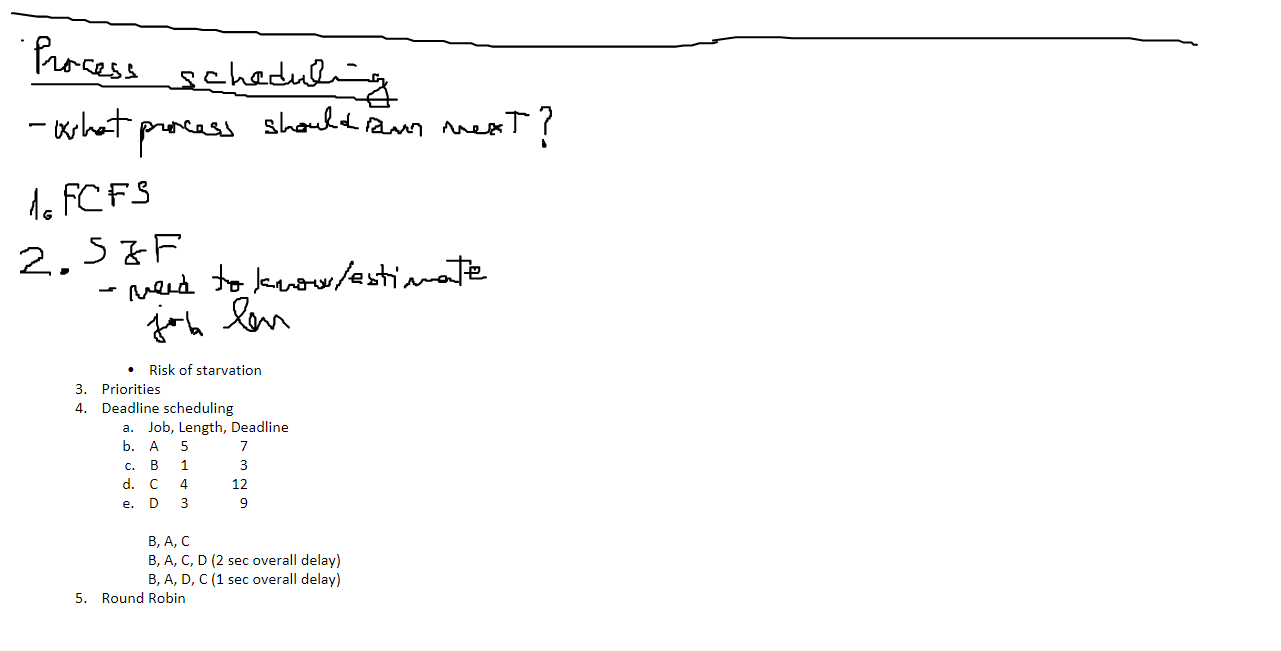 Process scheduling
- what process should run next?
1. FCFS
2. SJF
- need to know/estimate
job len
• Risk of starvation
3. Priorities
4. Deadline scheduling
a. Job, Length, Deadline
b. A 5 7
c. B 1 3
d. C 4 12
e. D 3 9
B, A, C
B, A, C, D (2 sec overall delay)
B, A, D, C (1 sec overall delay)
5. Round Robin